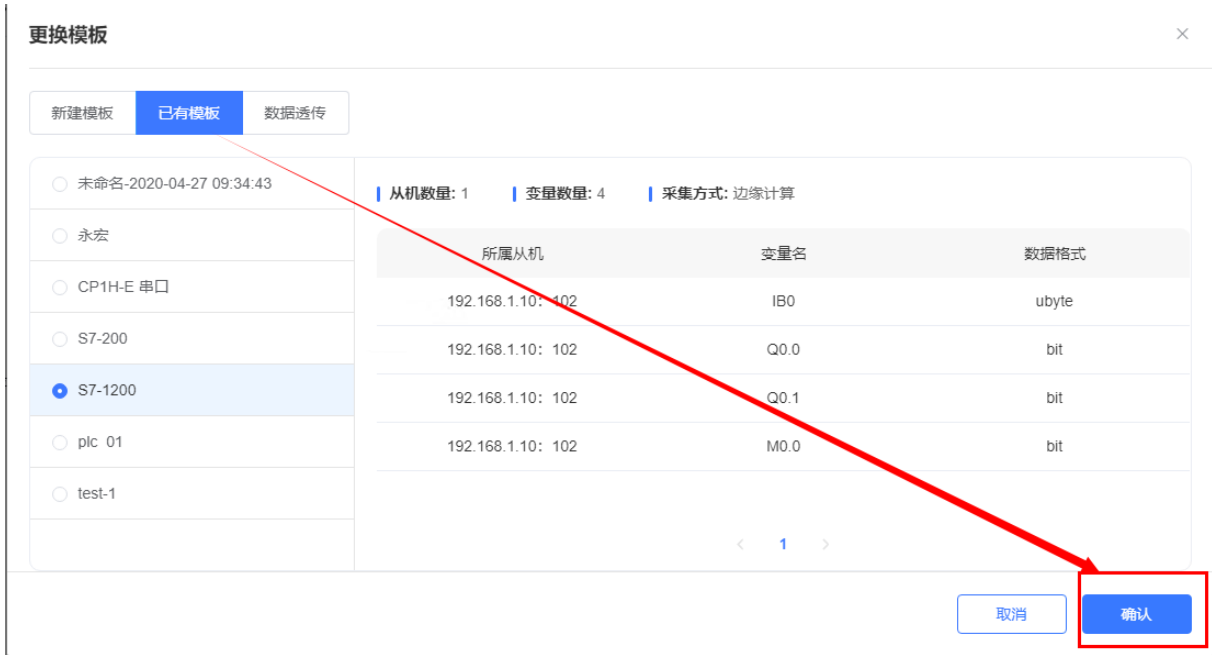 更换模板
新建模板 已有模板 数据透传
未命名-2020-04-27 09:34:43
永宏
CP1H-E 串口
S7-200
S7-1200
plc 01
test-1
从机数量: 1 变量数量: 4 采集方式: 边缘计算
所属从机 变量名 数据格式
192.168.1.10：102 IB0 ubyte
192.168.1.10：102 Q0.0 bit
192.168.1.10：102 Q0.1 bit
192.168.1.10：102 M0.0 bit
1
取消 确认